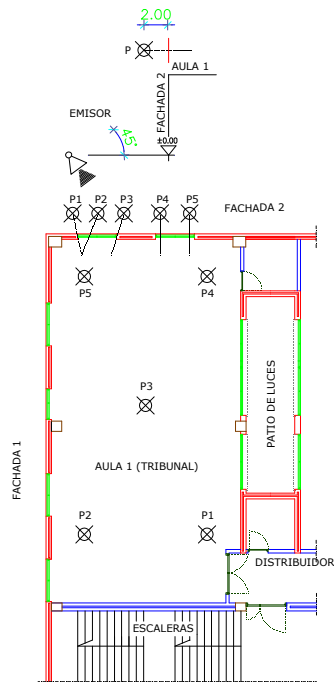 2.00
P
AULA 1
FACHADA 2
EMISOR
45°
±0.00
P1 P2 P3 P4 P5
FACHADA 2
P5 P4
P3
PATIO DE LUCES
FACHADA 1
AULA 1 (TRIBUNAL)
P2 P1
DISTRIBUIDOR
ESCALERAS